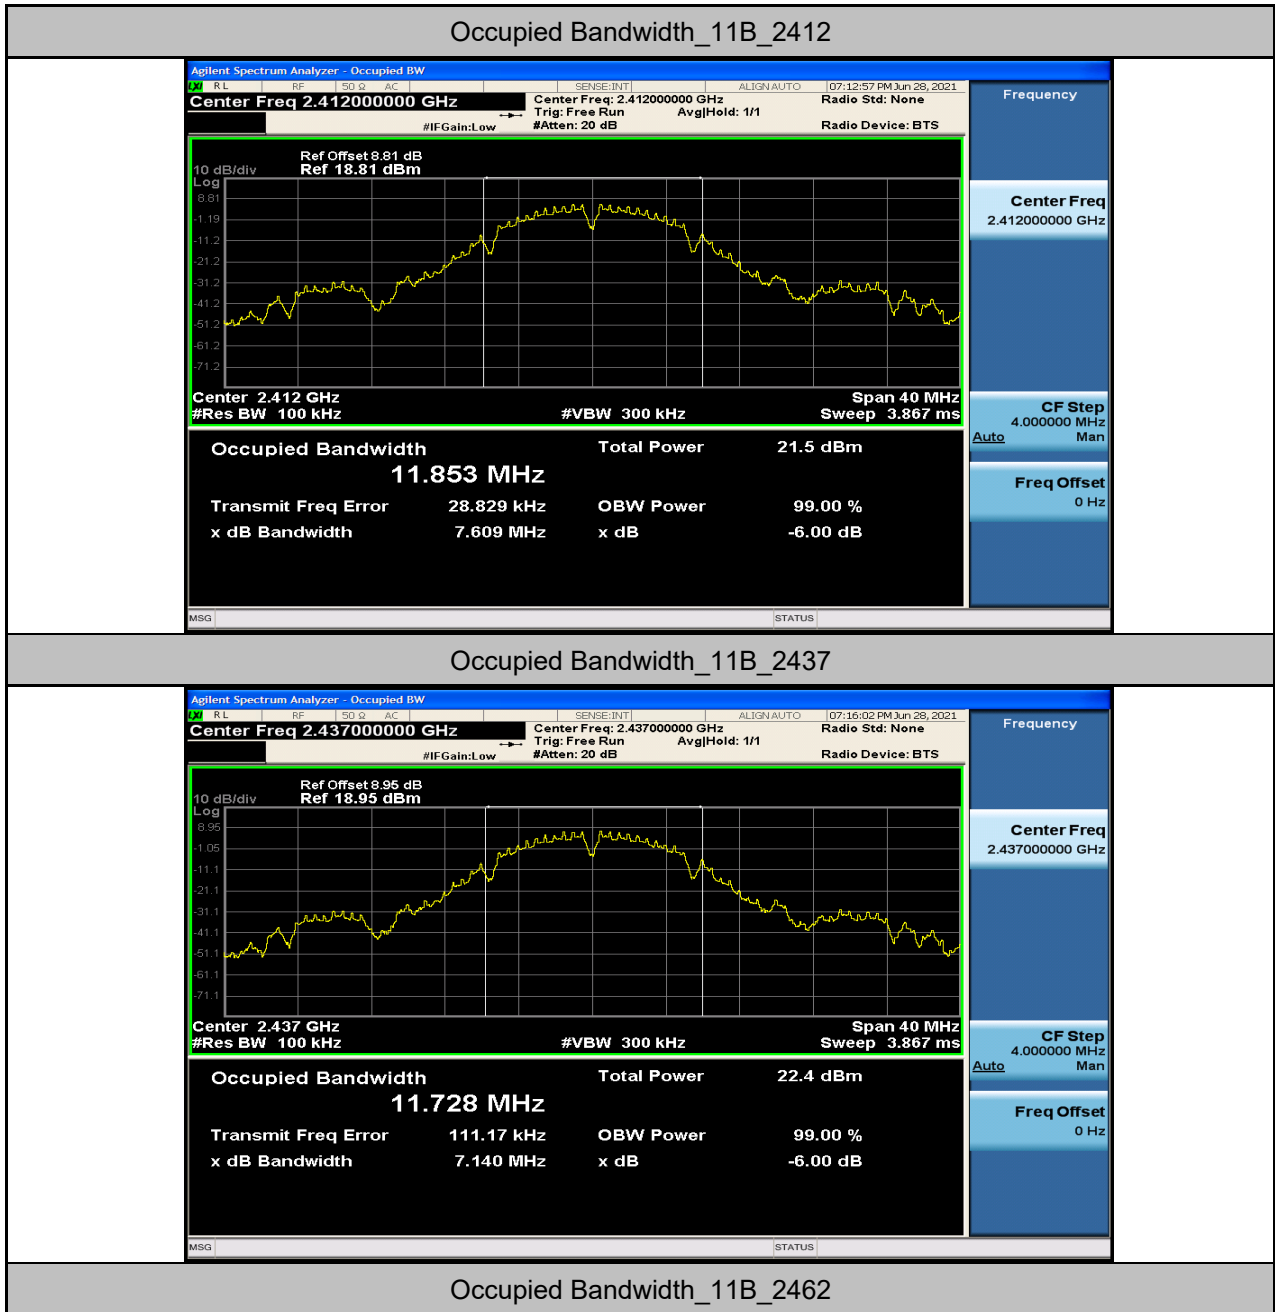 Occupied Bandwidth_11B_2412
Agilent Spectrum Analyzer - Occupied BW
LXI RL RF 50 Ω AC SENSE:INT ALIGN AUTO 07:12:57 PM Jun 28, 2021
Center Freq 2.412000000 GHz Center Freq: 2.412000000 GHz Radio Std: None
Trig: Free Run Avg|Hold: 1/1
#IFGain:Low #Atten: 20 dB Radio Device: BTS
Frequency
Ref Offset 8.81 dB
10 dB/div Ref 18.81 dBm
Log
8.81
-1.19
-11.2
-21.2
-31.2
-41.2
-51.2
-61.2
-71.2
Center Freq
2.412000000 GHz
Center 2.412 GHz Span 40 MHz
#Res BW 100 kHz #VBW 300 kHz Sweep 3.867 ms
CF Step
4.000000 MHz
Auto Man
Occupied Bandwidth Total Power 21.5 dBm
11.853 MHz
Transmit Freq Error 28.829 kHz OBW Power 99.00 %
x dB Bandwidth 7.609 MHz x dB -6.00 dB
Freq Offset
0 Hz
MSG STATUS
Occupied Bandwidth_11B_2437
Agilent Spectrum Analyzer - Occupied BW
LXI RL RF 50 Ω AC SENSE:INT ALIGN AUTO 07:16:02 PM Jun 28, 2021
Center Freq 2.437000000 GHz Center Freq: 2.437000000 GHz Radio Std: None
Trig: Free Run Avg|Hold: 1/1
#IFGain:Low #Atten: 20 dB Radio Device: BTS
Frequency
Ref Offset 8.95 dB
10 dB/div Ref 18.95 dBm
Log
8.95
-1.05
-11.1
-21.1
-31.1
-41.1
-51.1
-61.1
-71.1
Center Freq
2.437000000 GHz
Center 2.437 GHz Span 40 MHz
#Res BW 100 kHz #VBW 300 kHz Sweep 3.867 ms
CF Step
4.000000 MHz
Auto Man
Occupied Bandwidth Total Power 22.4 dBm
11.728 MHz
Transmit Freq Error 111.17 kHz OBW Power 99.00 %
x dB Bandwidth 7.140 MHz x dB -6.00 dB
Freq Offset
0 Hz
MSG STATUS
Occupied Bandwidth_11B_2462